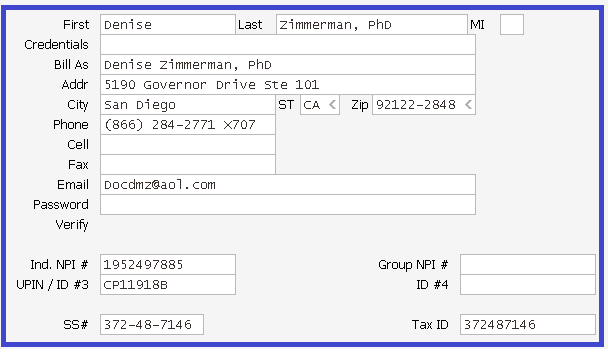 First Denise Last Zimmerman, PhD MI
Credentials
Bill As Denise Zimmerman, PhD
Addr 5190 Governor Drive Ste 101
City San Diego ST CA < Zip 92122-2848 <
Phone (866) 284-2771 X707
Cell
Fax
Email Docdmz@aol.com
Password
Verify
Ind. NPI # 1952497885 Group NPI #
UPIN / ID #3 CP11918B ID #4
SS# 372-48-7146 Tax ID 372487146